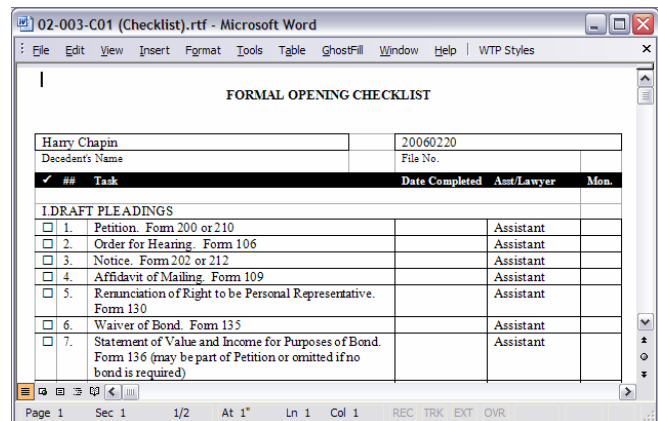 02-003-C01 (Checklist).rtf - Microsoft Word
File Edit View Insert Format Tools Table GhostFill Window Help WTP Styles
FORMAL OPENING CHECKLIST
Harry Chapin 20060220
Decedent's Name File No.
✓ ## Task Date Completed Asst/Lawyer Mon.
I.DRAFT PLEADINGS
☐ 1. Petition. Form 200 or 210 Assistant
☐ 2. Order for Hearing. Form 106 Assistant
☐ 3. Notice. Form 202 or 212 Assistant
☐ 4. Affidavit of Mailing. Form 109 Assistant
☐ 5. Renunciation of Right to be Personal Representative. Assistant
Form 130
☐ 6. Waiver of Bond. Form 135 Assistant
☐ 7. Statement of Value and Income for Purposes of Bond. Assistant
Form 136 (may be part of Petition or omitted if no
bond is required)
Page 1 Sec 1 1/2 At 1" Ln 1 Col 1 REC TRK EXT OVR